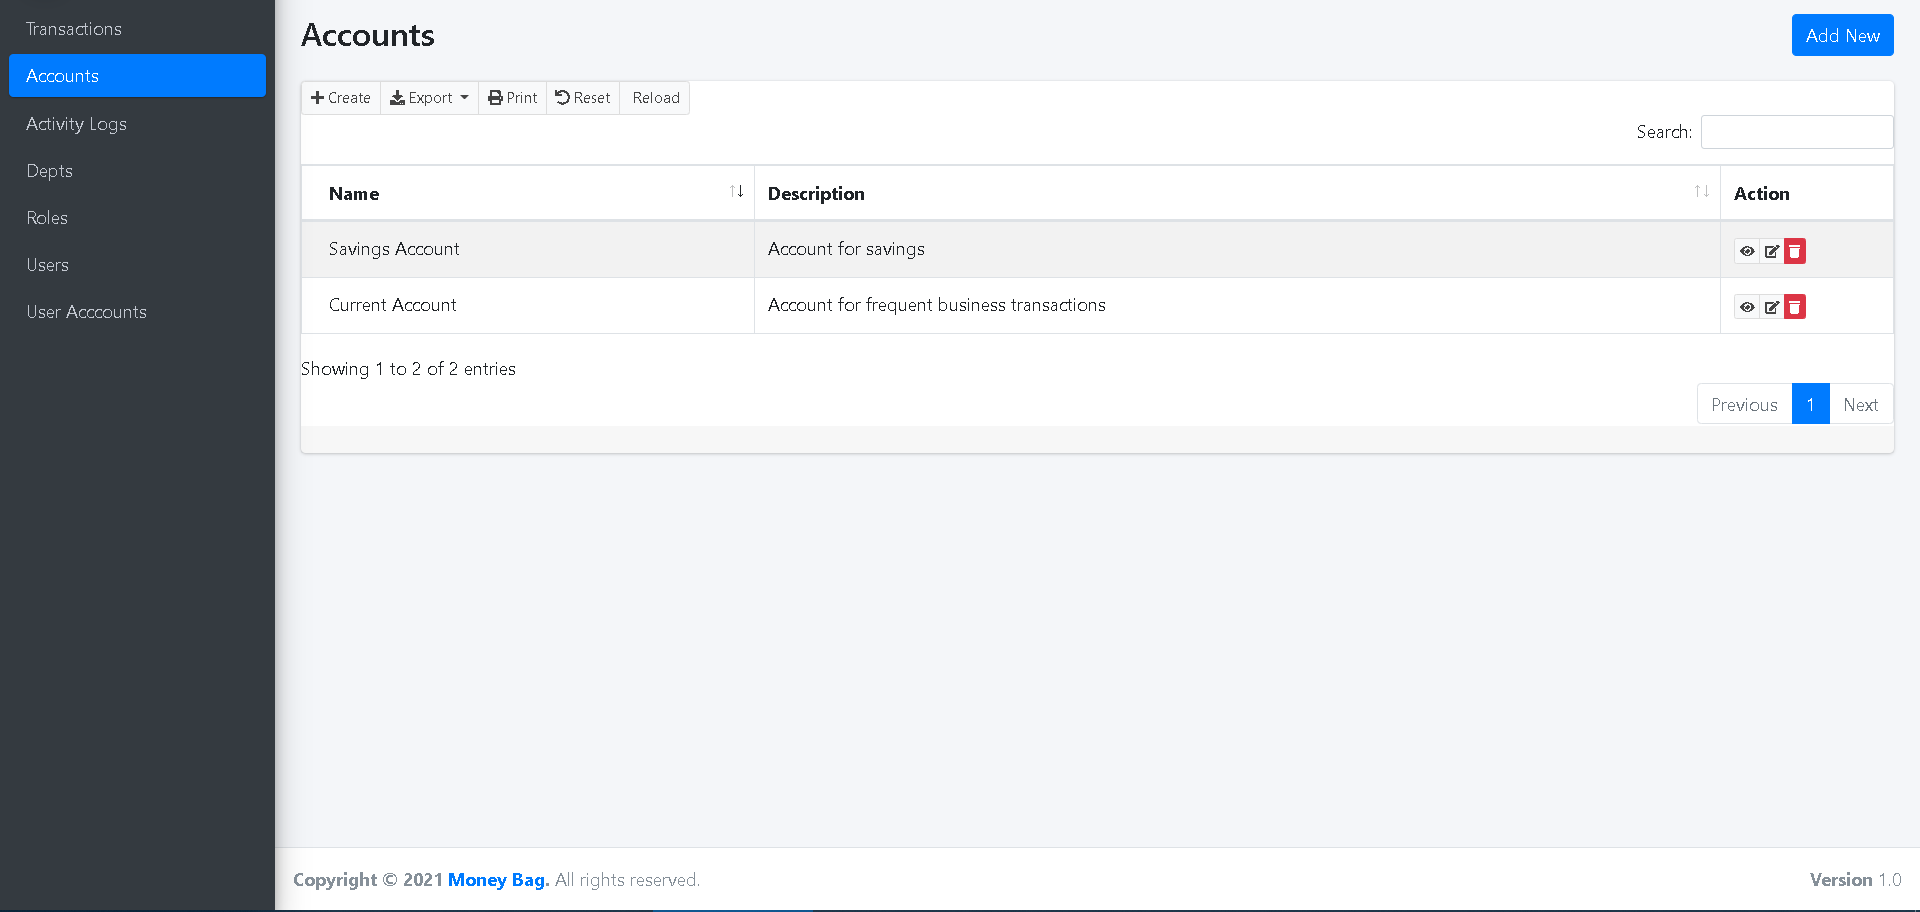 Transactions
Accounts
Activity Logs
Depts
Roles
Users
User Acccounts
Accounts
Add New
Create Export Print Reset Reload
Search:
Name Description Action
Savings Account Account for savings
Current Account Account for frequent business transactions
Showing 1 to 2 of 2 entries
Previous 1 Next
Copyright © 2021 Money Bag. All rights reserved.
Version 1.0